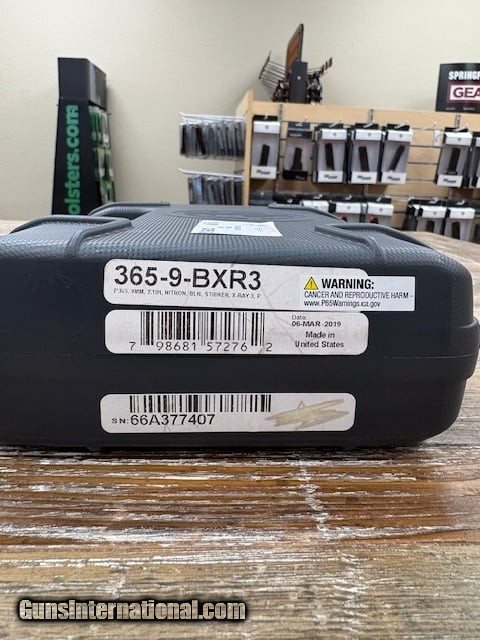 SPRINGF
GEA
olsters.com
365-9-BXR3
P365, 9MM, 3.1IN, NITRON, BLK, STRIKER, X-RAY 3, P
WARNING:
CANCER AND REPRODUCTIVE HARM -
www.P65Warnings.ca.gov
Date:
06-MAR-2019
Made in
United States
7 98681 57276 2
SN: 66A377407
GunsInternational.com